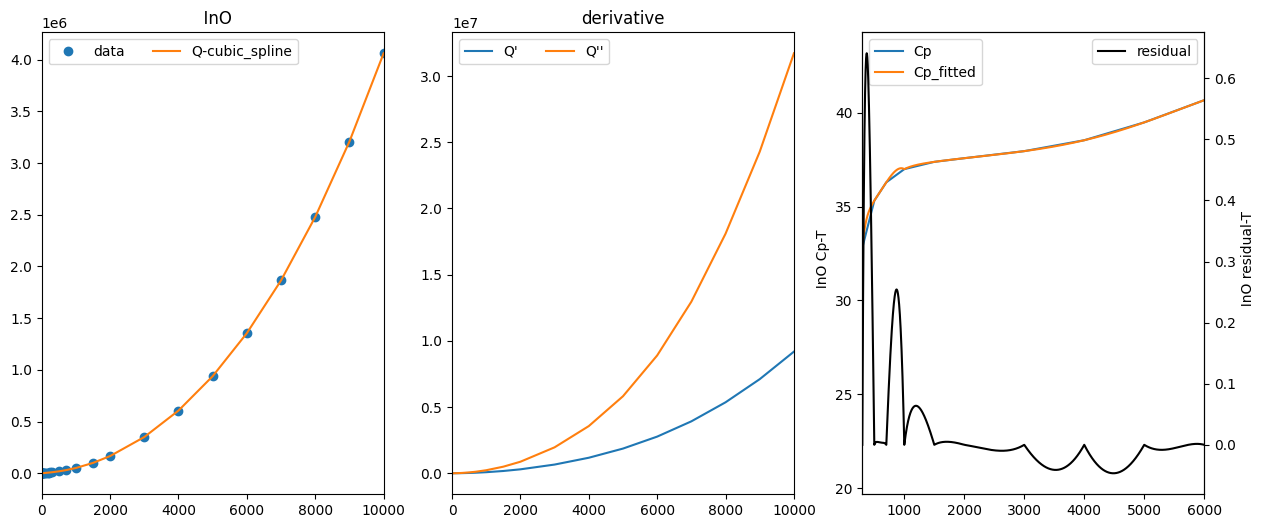 InO
1e6
data
Q-cubic_spline
4.0
3.5
3.0
2.5
2.0
1.5
1.0
0.5
0.0
0 2000 4000 6000 8000 10000
derivative
1e7
Q'
Q''
3.0
2.5
2.0
1.5
1.0
0.5
0.0
0 2000 4000 6000 8000 10000
Cp
Cp_fitted
residual
InO Cp-T
40
35
30
25
20
1000 2000 3000 4000 5000 6000
0.6
0.5
0.4
0.3
0.2
0.1
0.0
InO residual-T